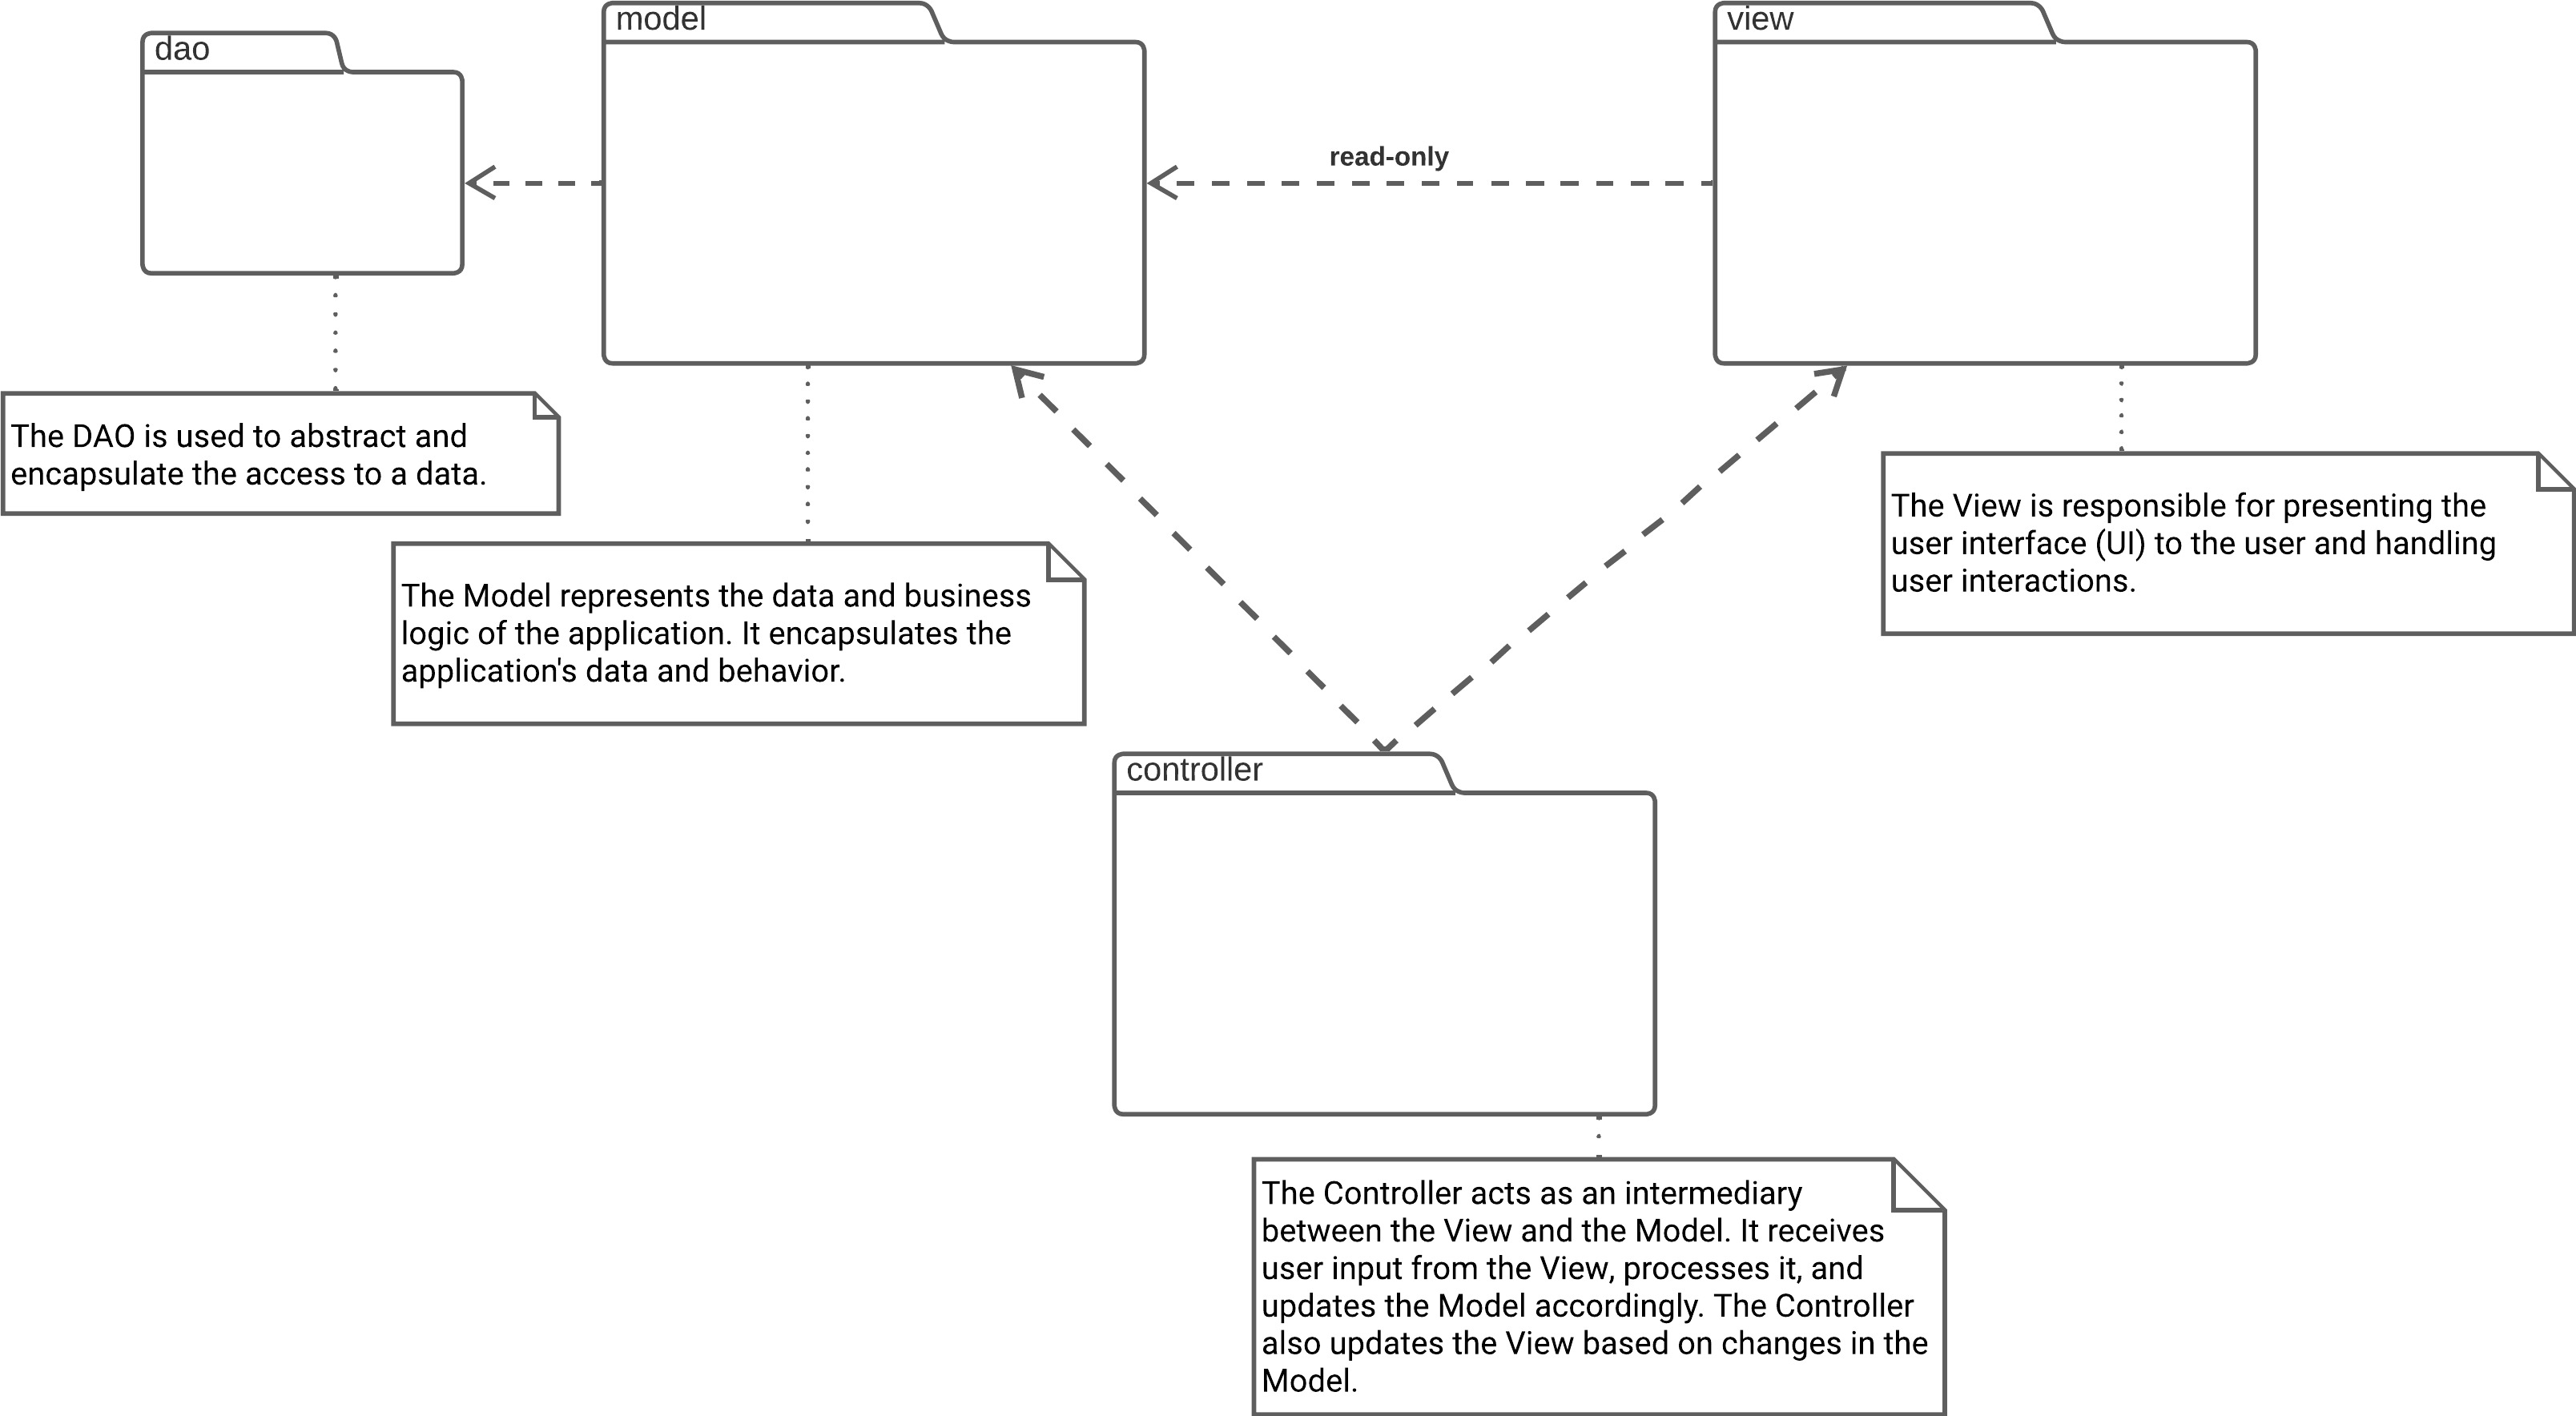 dao
model
view
read-only
The DAO is used to abstract and
encapsulate the access to a data.
The Model represents the data and business
logic of the application. It encapsulates the
application's data and behavior.
The View is responsible for presenting the
user interface (UI) to the user and handling
user interactions.
controller
The Controller acts as an intermediary
between the View and the Model. It receives
user input from the View, processes it, and
updates the Model accordingly. The Controller
also updates the View based on changes in the
Model.